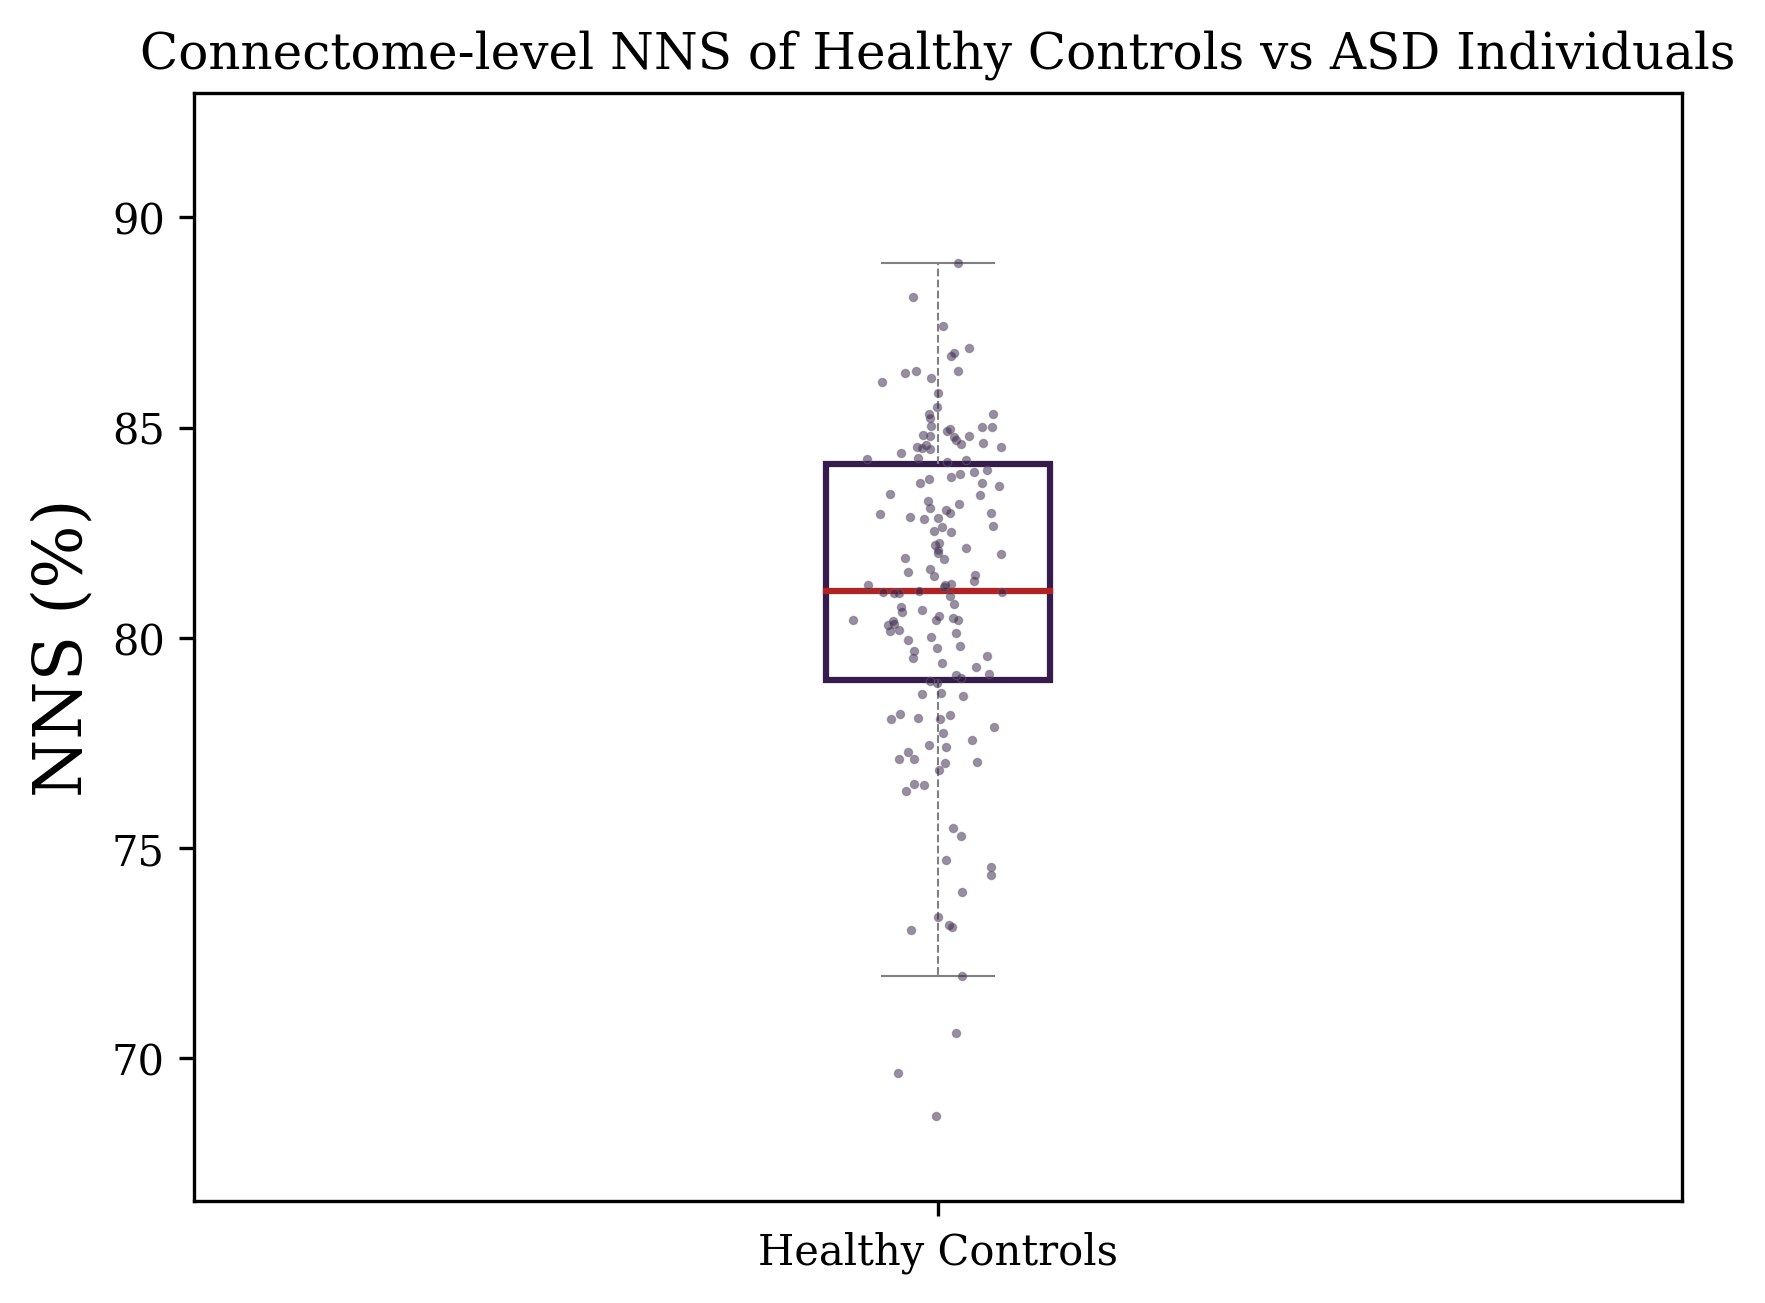 Connectome-level NNS of Healthy Controls vs ASD Individuals
NNS (%)
90
85
80
75
70
Healthy Controls